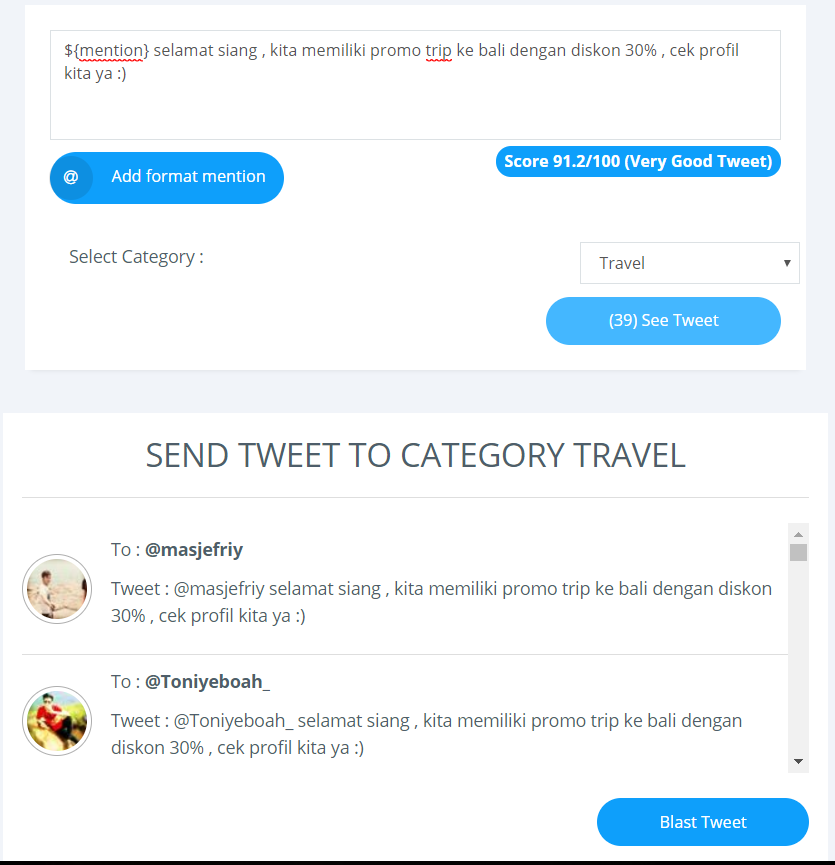 ${mention} selamat siang , kita memiliki promo trip ke bali dengan diskon 30% , cek profil
kita ya :)
@ Add format mention
Score 91.2/100 (Very Good Tweet)
Select Category :
Travel
(39) See Tweet
SEND TWEET TO CATEGORY TRAVEL
To : @masjefriy
Tweet : @masjefriy selamat siang , kita memiliki promo trip ke bali dengan diskon
30% , cek profil kita ya :)
To : @Toniyeboah_
Tweet : @Toniyeboah_ selamat siang , kita memiliki promo trip ke bali dengan
diskon 30% , cek profil kita ya :)
Blast Tweet